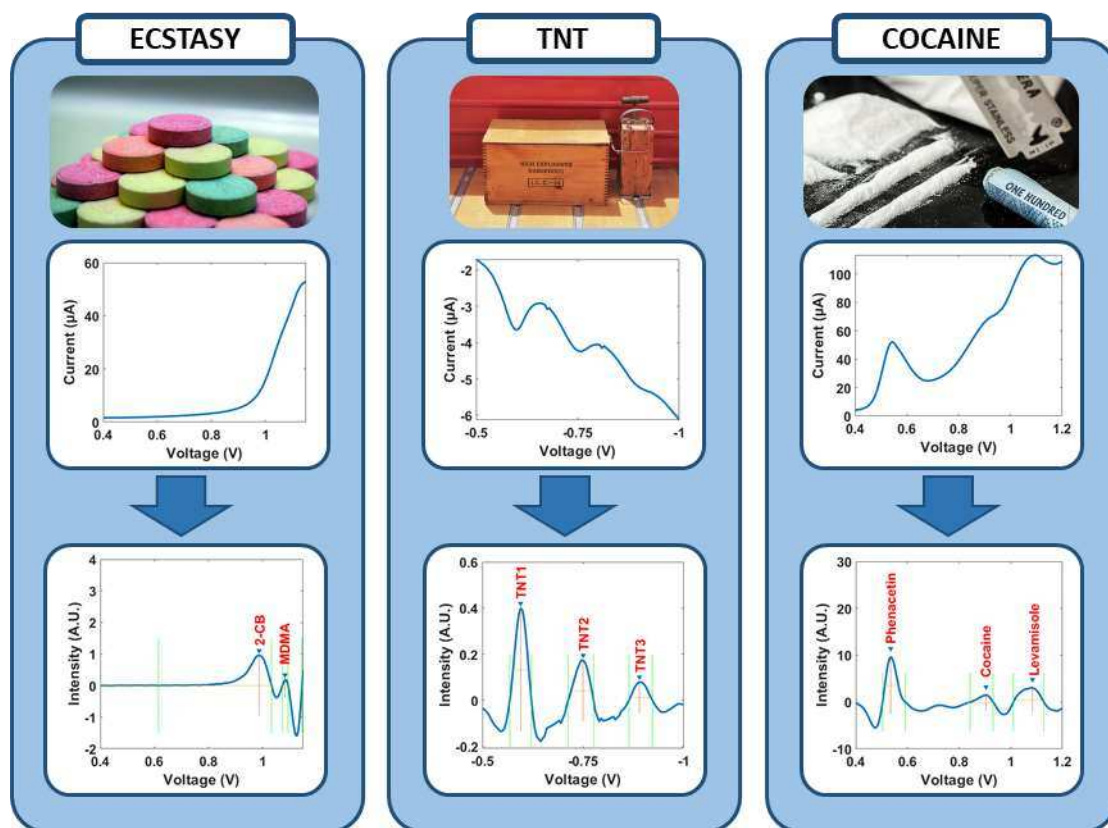 ECSTASY
TNT
COCAINE
HIGH EXPLOSIVES
DANGEROUS
ONE HUNDRED
60
40
20
0
Current (µA)
0.4
0.6
0.8
1
Voltage (V)
-2
-3
-4
-5
-6
Current (µA)
-0.5
-0.75
-1
Voltage (V)
100
80
60
40
20
0
Current (µA)
0.4
0.6
0.8
1
1.2
Voltage (V)
4
3
2
1
0
-1
-2
Intensity (A.U.)
2-CB
MDMA
0.4
0.6
0.8
1
Voltage (V)
0.6
0.4
0.2
0
-0.2
Intensity (A.U.)
TNT1
TNT2
TNT3
-0.5
-0.75
-1
Voltage (V)
30
20
10
0
-10
Intensity (A.U.)
Phenacetin
Cocaine
Levamisole
0.4
0.6
0.8
1
1.2
Voltage (V)